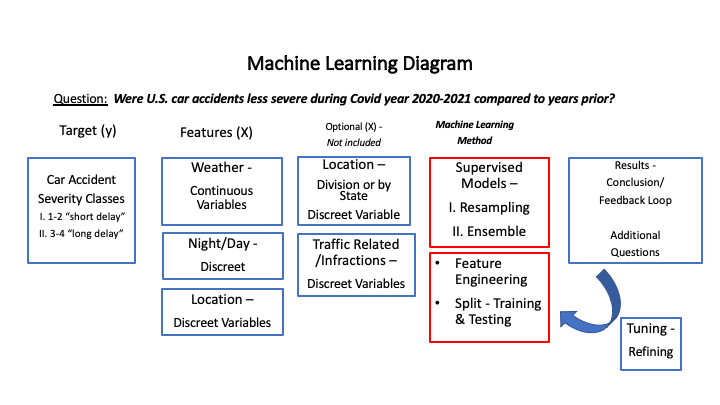 Machine Learning Diagram
Question: Were U.S. car accidents less severe during Covid year 2020-2021 compared to years prior?
Target (y)
Car Accident
Severity Classes
I. 1-2 “short delay”
II. 3-4 “long delay”
Features (X)
Weather -
Continuous
Variables
Night/Day -
Discreet
Location –
Discreet Variables
Optional (X) -
Not included
Location –
Division or by
State
Discreet Variable
Traffic Related
/Infractions –
Discreet Variables
Machine Learning
Method
Supervised
Models –
I. Resampling
II. Ensemble
• Feature
Engineering
• Split - Training
& Testing
Results -
Conclusion/
Feedback Loop
Additional
Questions
Tuning -
Refining